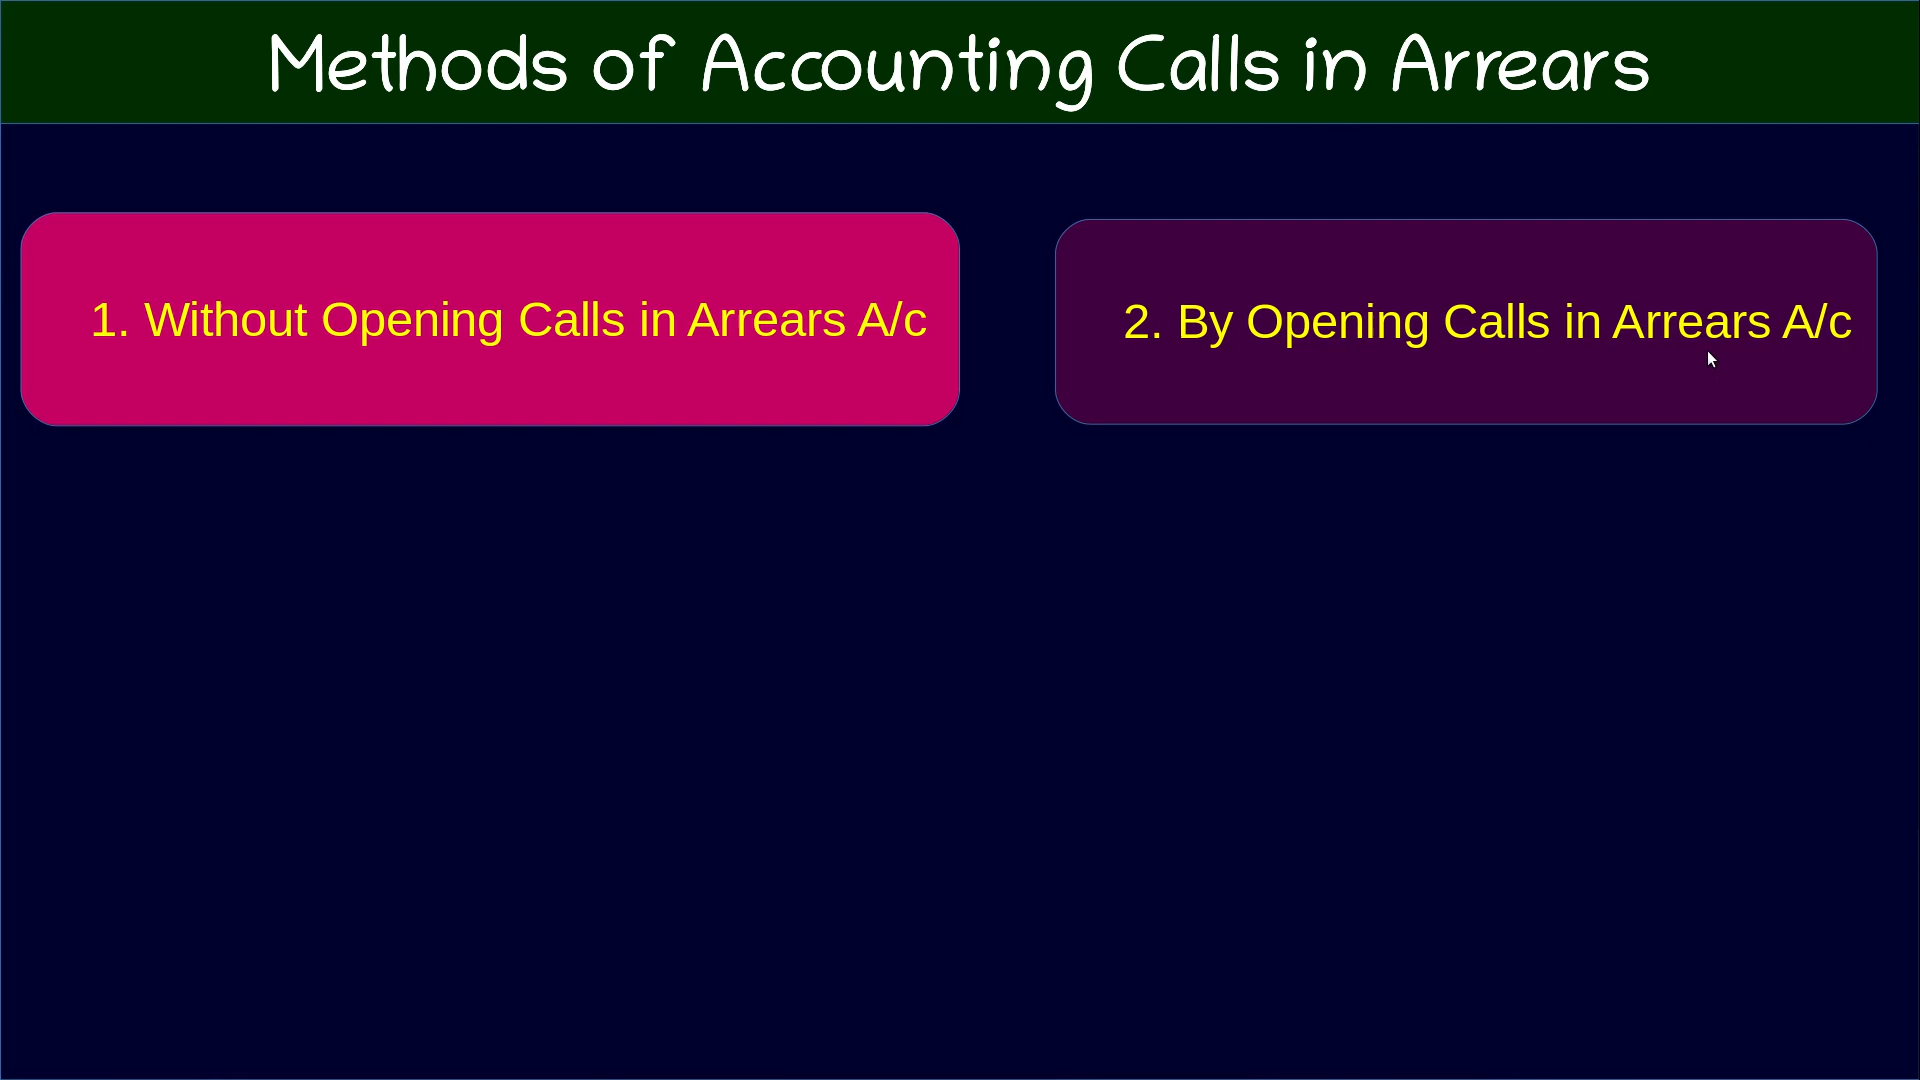 Methods of Accounting Calls in Arrears
1. Without Opening Calls in Arrears A/c
2. By Opening Calls in Arrears A/c